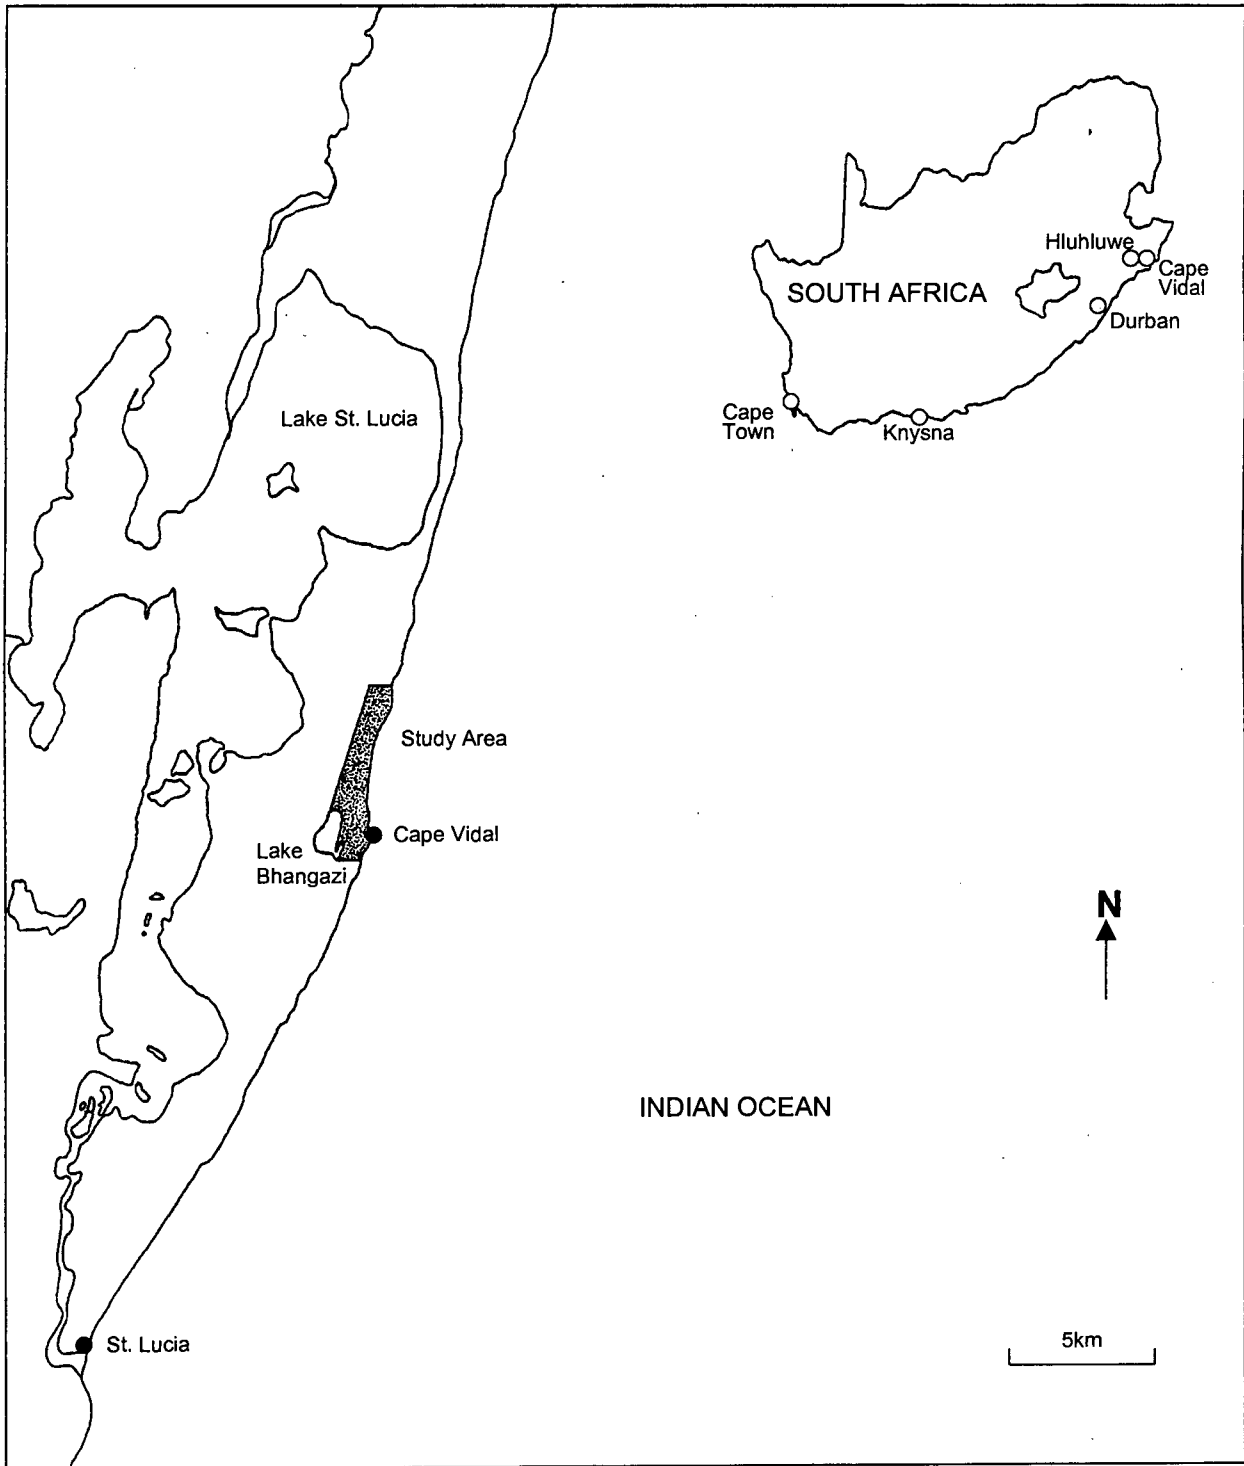 Hluhluwe
Cape
Vidal
SOUTH AFRICA
Durban
Cape
Town
Knysna
Lake St. Lucia
Study Area
Cape Vidal
Lake
Bhangazi
N
INDIAN OCEAN
St. Lucia
5km